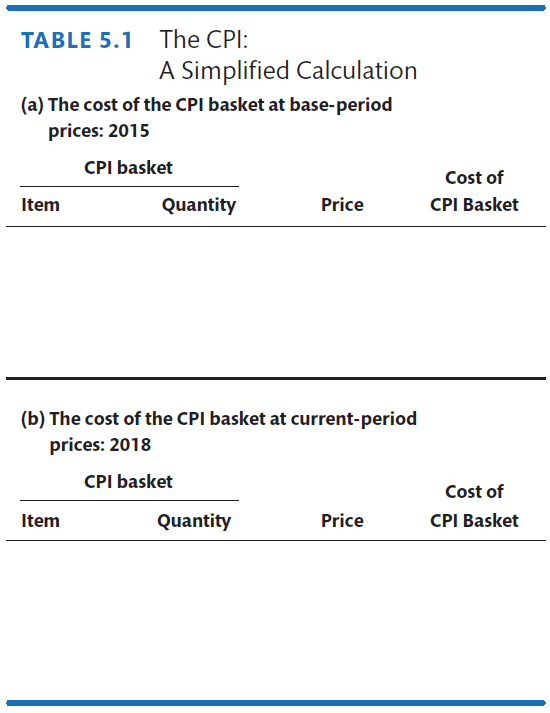 TABLE 5.1 The CPI:
A Simplified Calculation
(a) The cost of the CPI basket at base-period
prices: 2015
CPI basket
Cost of
Item Quantity Price CPI Basket
(b) The cost of the CPI basket at current-period
prices: 2018
CPI basket
Cost of
Item Quantity Price CPI Basket